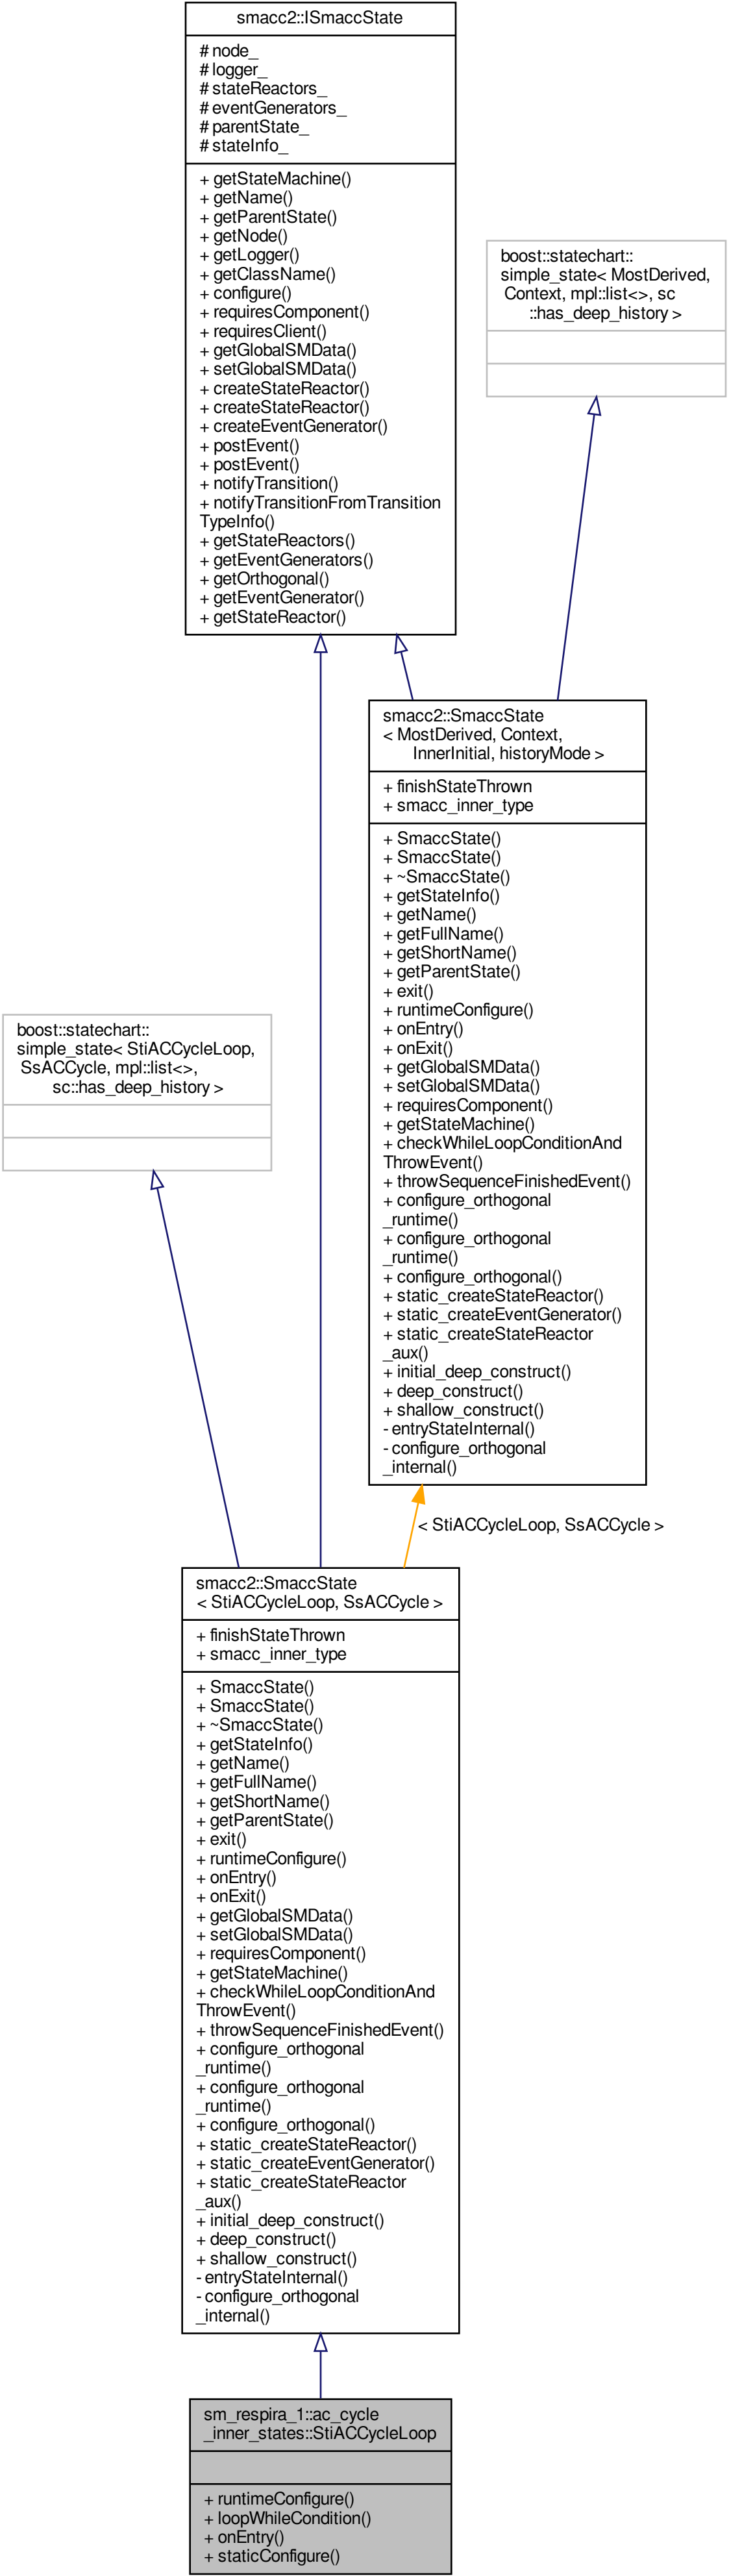 smacc2::ISmaccState
# node_
# logger_
# stateReactors_
# eventGenerators_
# parentState_
# stateInfo_
+ getStateMachine()
+ getName()
+ getParentState()
+ getNode()
+ getLogger()
+ getClassName()
+ configure()
+ requiresComponent()
+ requiresClient()
+ getGlobalSMData()
+ setGlobalSMData()
+ createStateReactor()
+ createStateReactor()
+ createEventGenerator()
+ postEvent()
+ postEvent()
+ notifyTransition()
+ notifyTransitionFromTransition
TypeInfo()
+ getStateReactors()
+ getEventGenerators()
+ getOrthogonal()
+ getEventGenerator()
+ getStateReactor()
boost::statechart::
simple_state< MostDerived,
Context, mpl::list<>, sc
::has_deep_history >
smacc2::SmaccState
< MostDerived, Context,
InnerInitial, historyMode >
+ finishStateThrown
+ smacc_inner_type
+ SmaccState()
+ SmaccState()
+ ~SmaccState()
+ getStateInfo()
+ getName()
+ getFullName()
+ getShortName()
+ getParentState()
+ exit()
+ runtimeConfigure()
+ onEntry()
+ onExit()
+ getGlobalSMData()
+ setGlobalSMData()
+ requiresComponent()
+ getStateMachine()
+ checkWhileLoopConditionAnd
ThrowEvent()
+ throwSequenceFinishedEvent()
+ configure_orthogonal
_runtime()
+ configure_orthogonal
_runtime()
+ configure_orthogonal()
+ static_createStateReactor()
+ static_createEventGenerator()
+ static_createStateReactor
_aux()
+ initial_deep_construct()
+ deep_construct()
+ shallow_construct()
- entryStateInternal()
- configure_orthogonal
_internal()
boost::statechart::
simple_state< StiACCycleLoop,
SsACCycle, mpl::list<>,
sc::has_deep_history >
< StiACCycleLoop, SsACCycle >
smacc2::SmaccState
< StiACCycleLoop, SsACCycle >
+ finishStateThrown
+ smacc_inner_type
+ SmaccState()
+ SmaccState()
+ ~SmaccState()
+ getStateInfo()
+ getName()
+ getFullName()
+ getShortName()
+ getParentState()
+ exit()
+ runtimeConfigure()
+ onEntry()
+ onExit()
+ getGlobalSMData()
+ setGlobalSMData()
+ requiresComponent()
+ getStateMachine()
+ checkWhileLoopConditionAnd
ThrowEvent()
+ throwSequenceFinishedEvent()
+ configure_orthogonal
_runtime()
+ configure_orthogonal
_runtime()
+ configure_orthogonal()
+ static_createStateReactor()
+ static_createEventGenerator()
+ static_createStateReactor
_aux()
+ initial_deep_construct()
+ deep_construct()
+ shallow_construct()
- entryStateInternal()
- configure_orthogonal
_internal()
sm_respira_1::ac_cycle
_inner_states::StiACCycleLoop
+ runtimeConfigure()
+ loopWhileCondition()
+ onEntry()
+ staticConfigure()